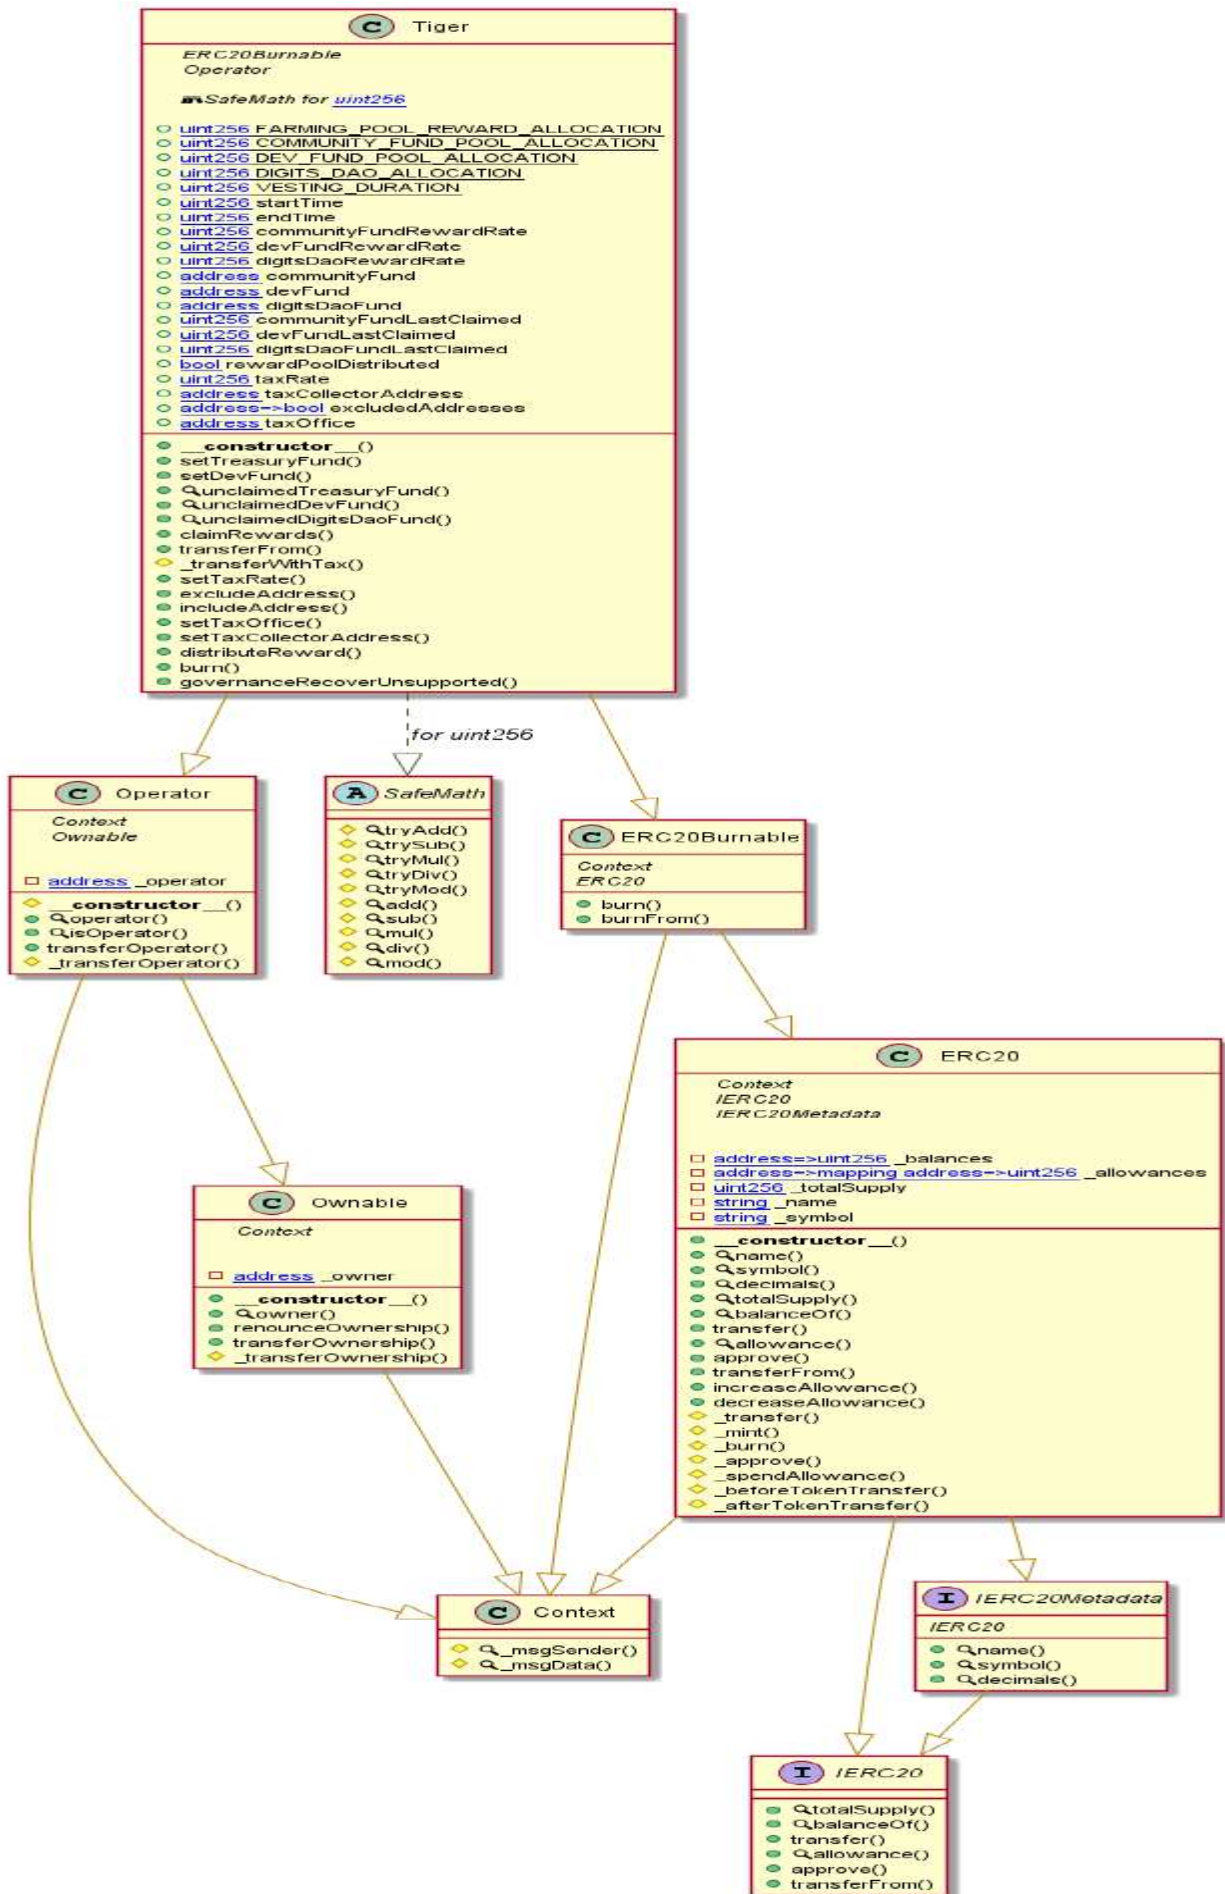 C Tiger
ERC20Burnable
Operator
SafeMath for uint256
uint256 FARMING_POOL_REWARD_ALLOCATION
uint256 COMMUNITY_FUND_POOL_ALLOCATION
uint256 DEV_FUND_POOL_ALLOCATION
uint256 DIGITS_DAO_ALLOCATION
uint256 VESTING_DURATION
uint256 startTime
uint256 endTime
uint256 communityFundRewardRate
uint256 devFundRewardRate
uint256 digitsDaoRewardRate
address communityFund
address devFund
address digitsDaoFund
uint256 communityFundLastClaimed
uint256 devFundLastClaimed
uint256 digitsDaoFundLastClaimed
bool rewardPoolDistributed
uint256 taxRate
address taxCollectorAddress
address=>bool excludedAddresses
address taxOffice
__constructor__()
setTreasuryFund()
setDevFund()
unclaimedTreasuryFund()
unclaimedDevFund()
unclaimedDigitsDaoFund()
claimRewards()
transferFrom()
_transferWithTax()
setTaxRate()
excludeAddress()
includeAddress()
setTaxOffice()
setTaxCollectorAddress()
distributeReward()
burn()
governanceRecoverUnsupported()
for uint256
C Operator
Context
Ownable
address _operator
__constructor__()
operator()
isOperator()
transferOperator()
_transferOperator()
A SafeMath
tryAdd()
trySub()
tryMul()
tryDiv()
tryMod()
add()
sub()
mul()
div()
mod()
C ERC20Burnable
Context
ERC20
burn()
burnFrom()
C ERC20
Context
IERC20
IERC20Metadata
address=>uint256 _balances
address=>mapping address=>uint256 _allowances
uint256 _totalSupply
string _name
string _symbol
__constructor__()
name()
symbol()
decimals()
totalSupply()
balanceOf()
transfer()
allowance()
approve()
transferFrom()
increaseAllowance()
decreaseAllowance()
_transfer()
_mint()
_burn()
_approve()
_spendAllowance()
_beforeTokenTransfer()
_afterTokenTransfer()
C Ownable
Context
address _owner
__constructor__()
owner()
renounceOwnership()
transferOwnership()
_transferOwnership()
C Context
_msgSender()
_msgData()
I IERC20Metadata
IERC20
name()
symbol()
decimals()
I IERC20
totalSupply()
balanceOf()
transfer()
allowance()
approve()
transferFrom()